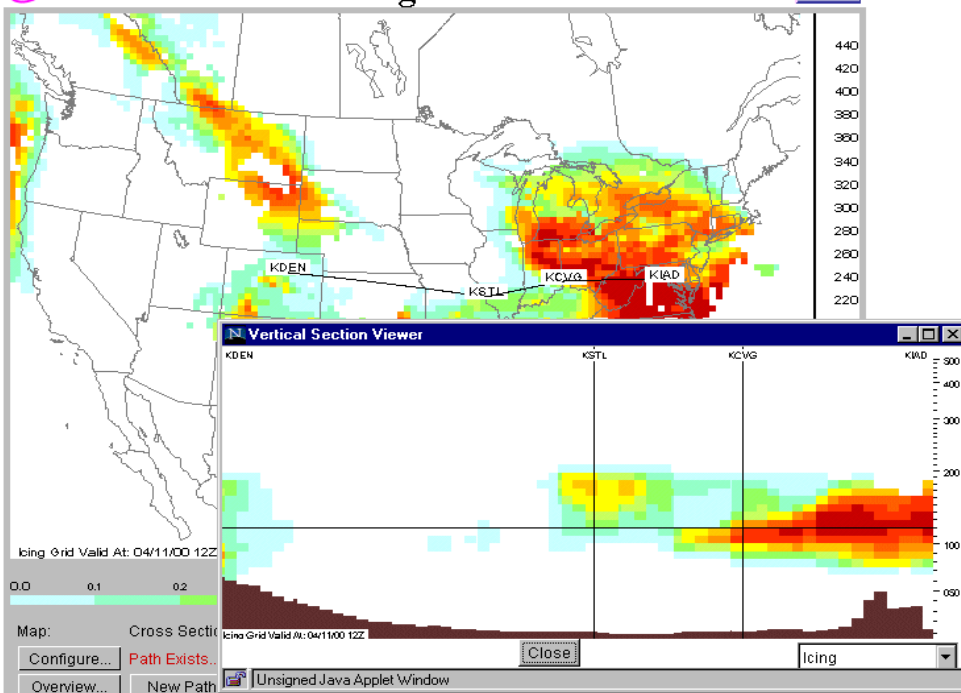 440
420
400
380
360
340
320
300
280
260
240
220
KDEN
KSTL
KCVG
KIAD
Icing Grid Valid At: 04/11/00 12Z
0.0 0.1 0.2
Map: Cross Sectio
Configure... Path Exists..
Overview... New Path
N Vertical Section Viewer
KDEN KSTL KCVG KIAD
500
400
300
200
100
050
Icing Grid Valid At: 04/11/00 12Z
Close
Icing
Unsigned Java Applet Window